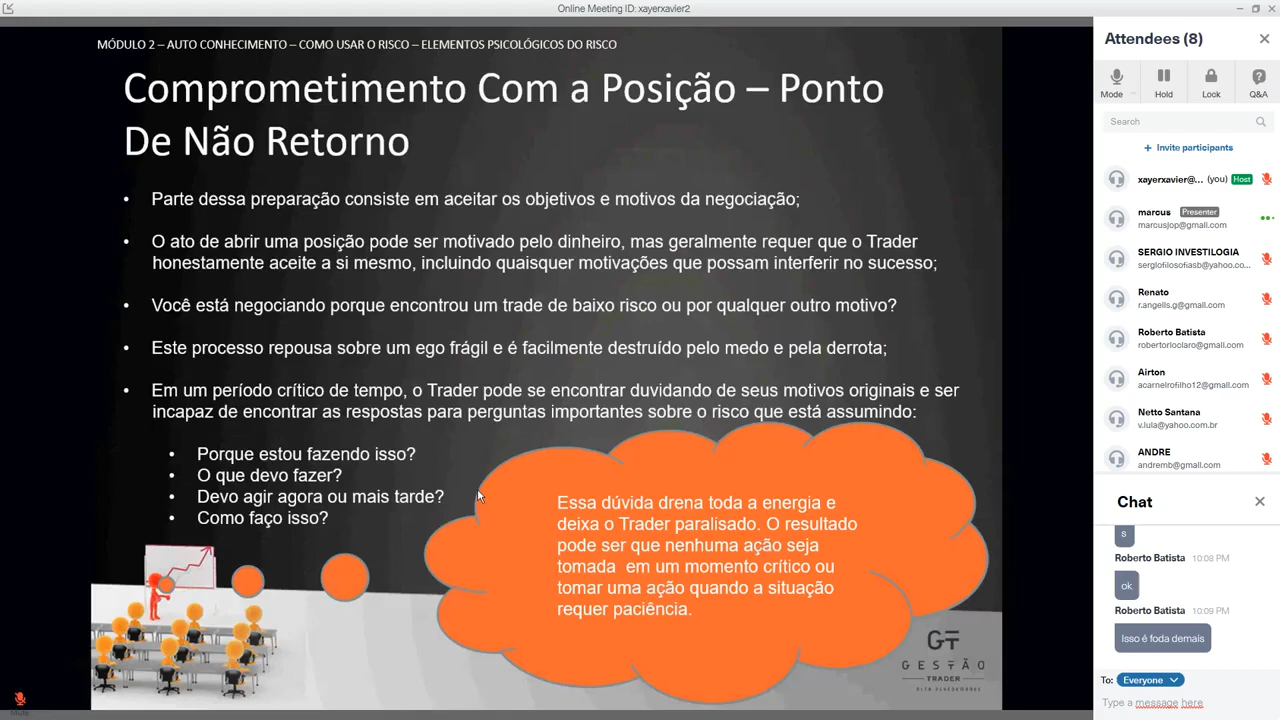 Online Meeting ID: xayerxavier2
MÓDULO 2 – AUTO CONHECIMENTO – COMO USAR O RISCO – ELEMENTOS PSICOLÓGICOS DO RISCO
Comprometimento Com a Posição – Ponto
De Não Retorno
• Parte dessa preparação consiste em aceitar os objetivos e motivos da negociação;
• O ato de abrir uma posição pode ser motivado pelo dinheiro, mas geralmente requer que o Trader
honestamente aceite a si mesmo, incluindo quaisquer motivações que possam interferir no sucesso;
• Você está negociando porque encontrou um trade de baixo risco ou por qualquer outro motivo?
• Este processo repousa sobre um ego frágil e é facilmente destruído pelo medo e pela derrota;
• Em um período crítico de tempo, o Trader pode se encontrar duvidando de seus motivos originais e ser
incapaz de encontrar as respostas para perguntas importantes sobre o risco que está assumindo:
• Porque estou fazendo isso?
• O que devo fazer?
• Devo agir agora ou mais tarde?
• Como faço isso?
Essa dúvida drena toda a energia e
deixa o Trader paralisado. O resultado
pode ser que nenhuma ação seja
tomada em um momento crítico ou
tomar uma ação quando a situação
requer paciência.
GT
GESTÃO
TRADER
Mute
Attendees (8)
Mode Hold Lock Q&A
Search
+ Invite participants
xayerxavier@... (you) Host
marcus Presenter
marcusjop@gmail.com
SERGIO INVESTILOGIA
sergiofilosofiasb@yahoo.co...
Renato
r.angells.g@gmail.com
Roberto Batista
robertorioclaro@gmail.com
Airton
acarneirofilho12@gmail.com
Netto Santana
v.lula@yahoo.com.br
ANDRE
andremb@gmail.com
Chat
s
Roberto Batista 10:08 PM
ok
Roberto Batista 10:09 PM
Isso é foda demais
To: Everyone
Type a message here